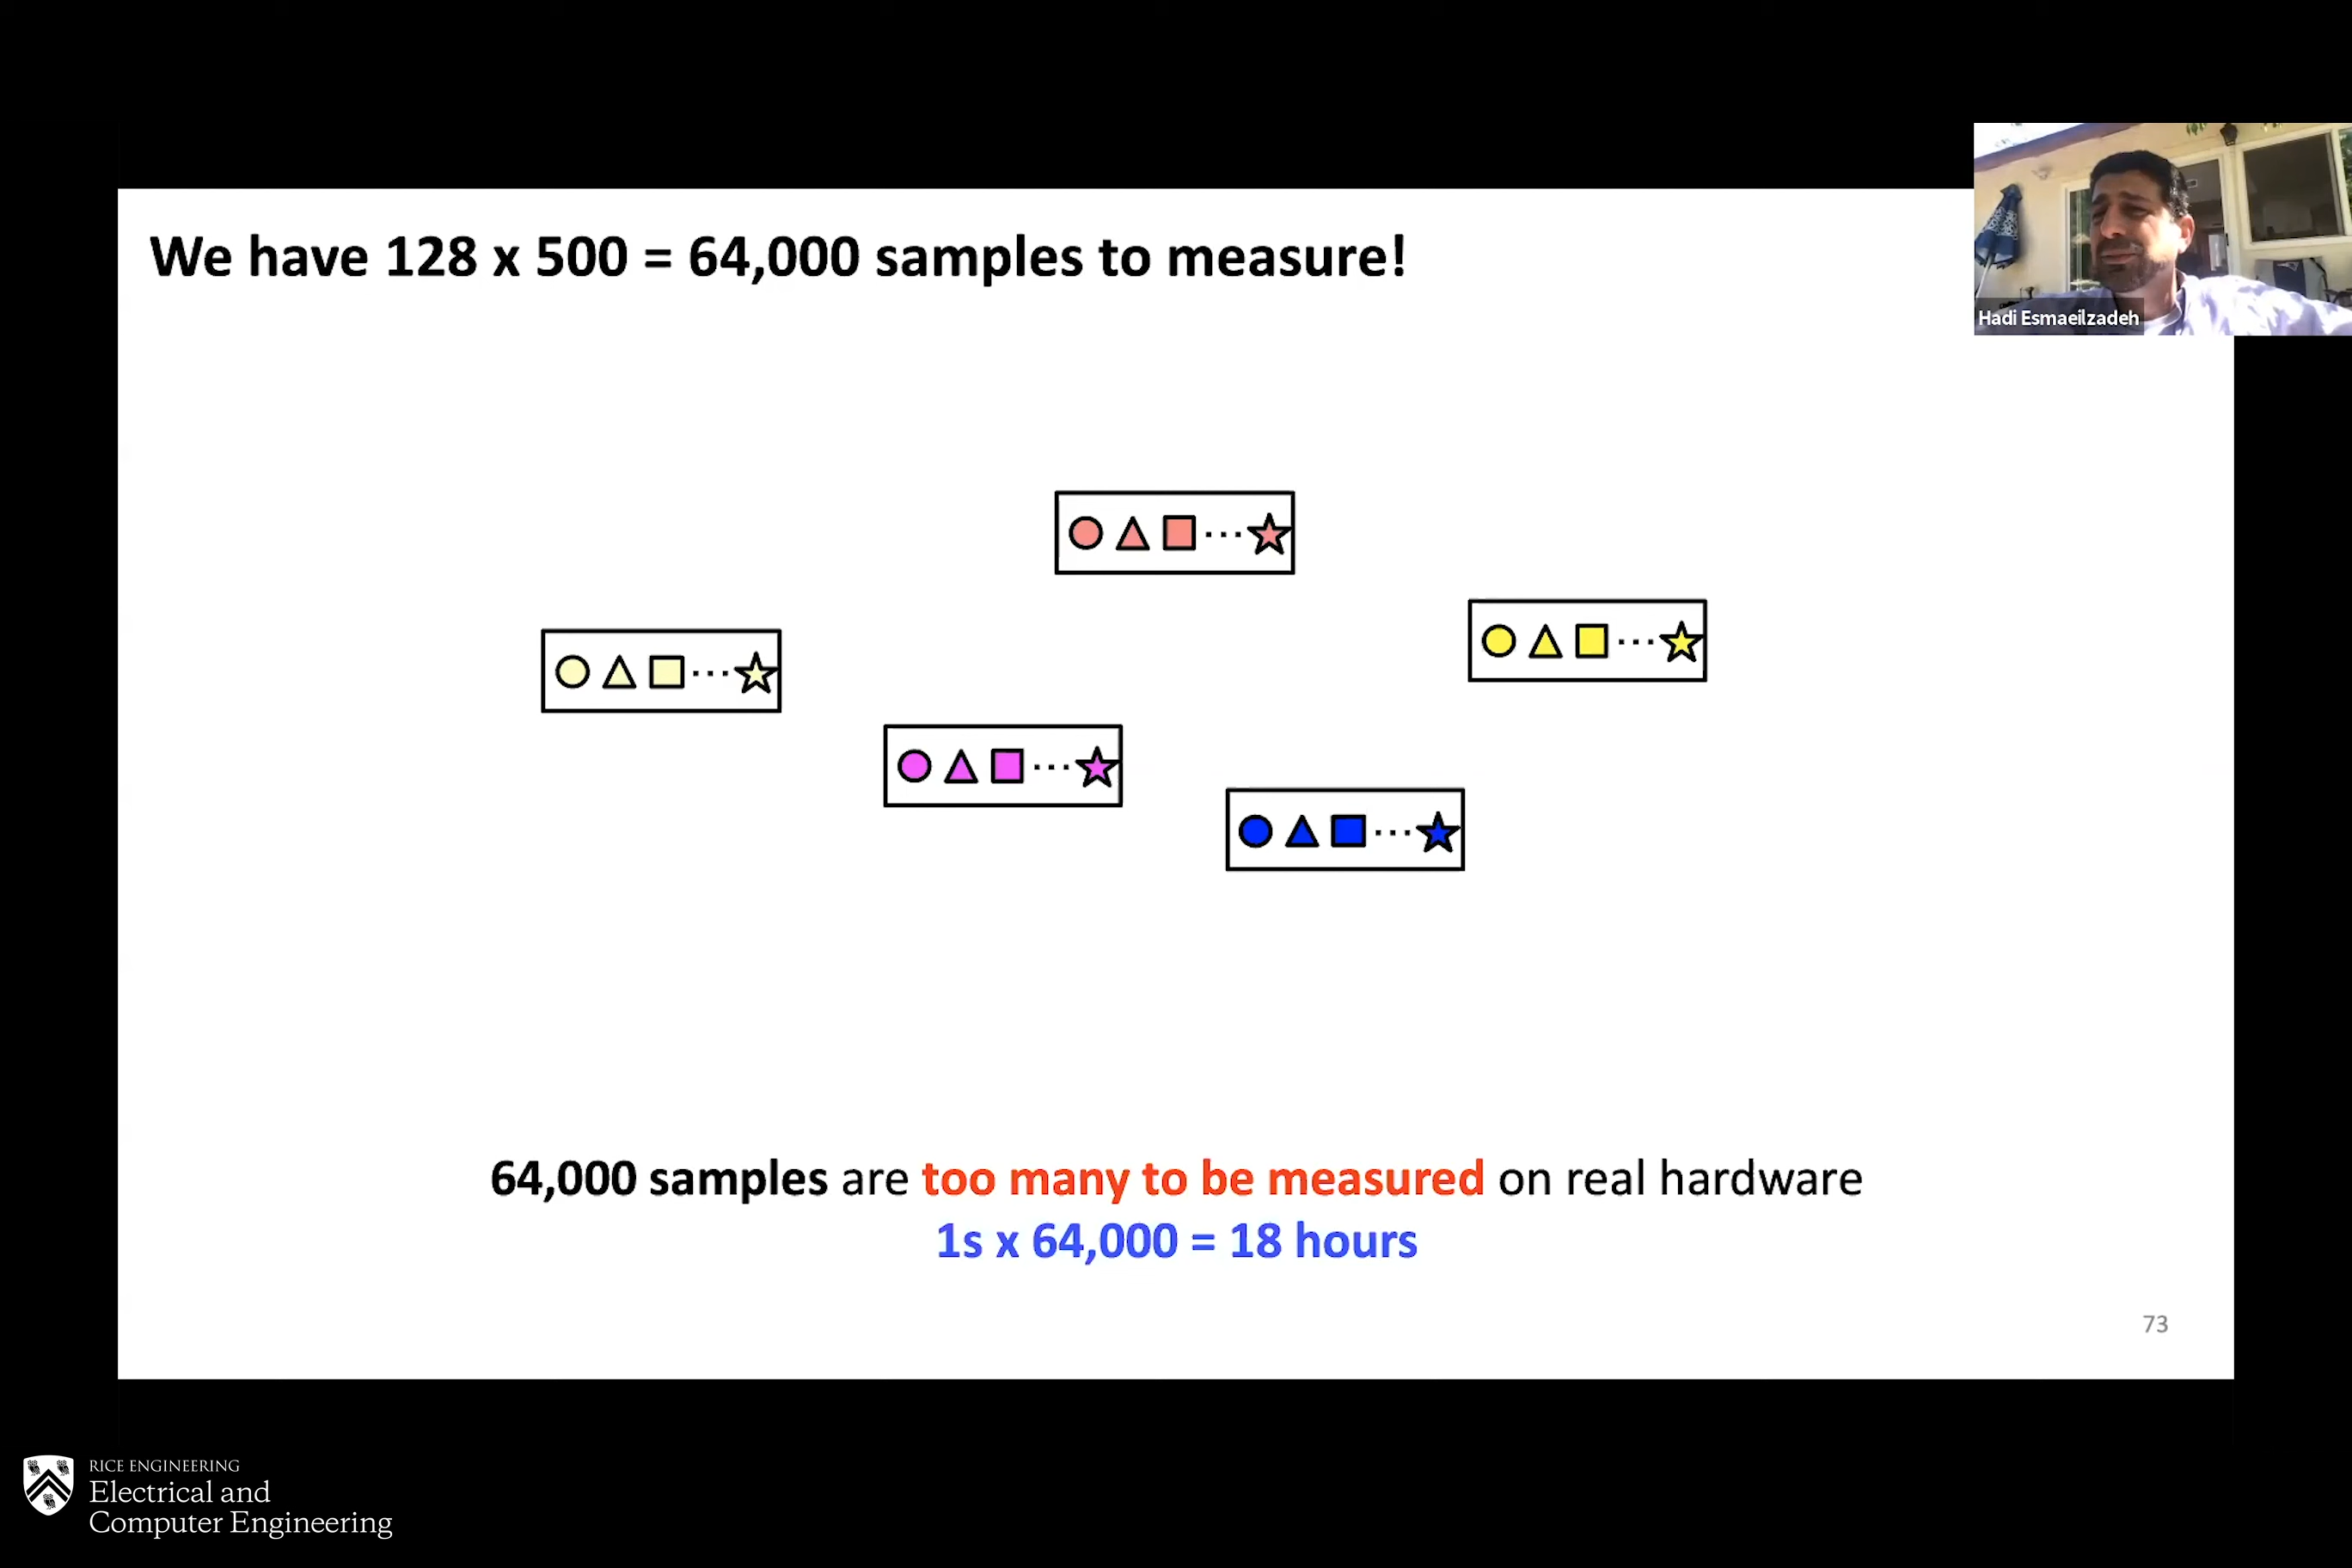 We have 128 x 500 = 64,000 samples to measure!
Hadi Esmaeilzadeh
64,000 samples are too many to be measured on real hardware
1s x 64,000 = 18 hours
73
RICE ENGINEERING
Electrical and
Computer Engineering